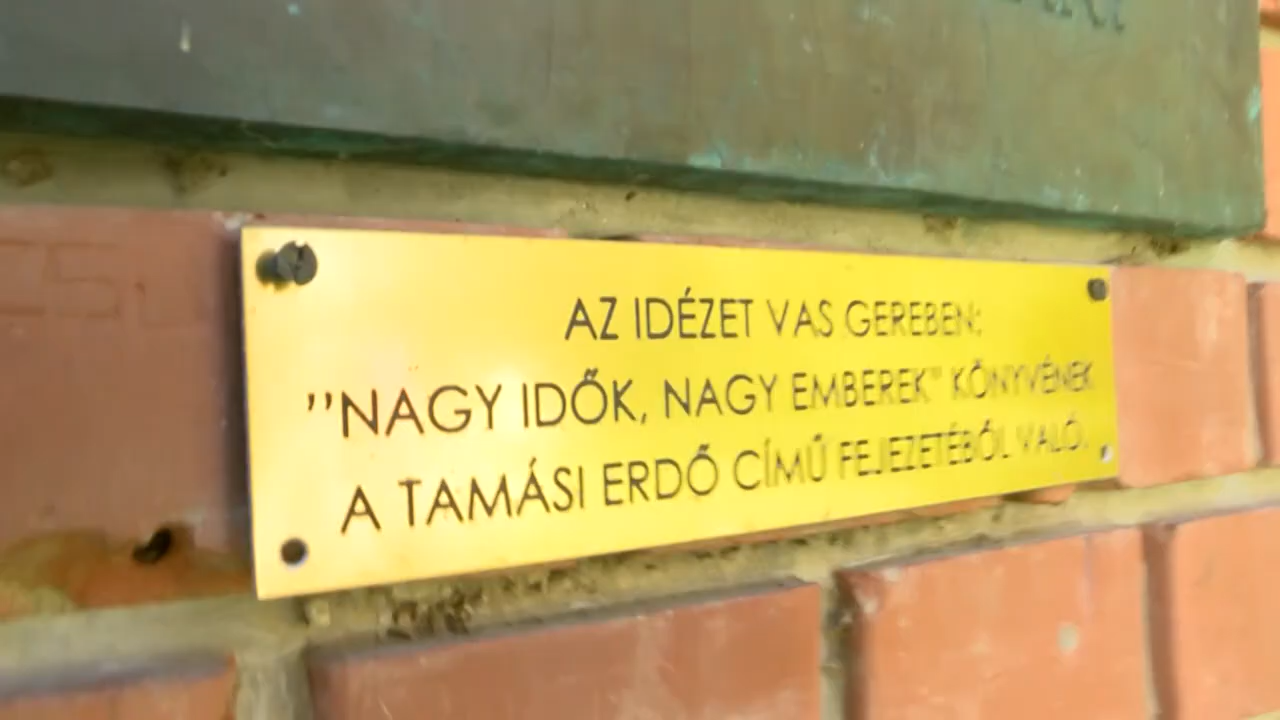 AZ IDÉZET VAS GEREBEN:
"NAGY IDŐK, NAGY EMBEREK" KÖNYVÉNEK
A TAMÁSI ERDŐ CÍMŰ FEJEZETÉBŐL VALÓ.